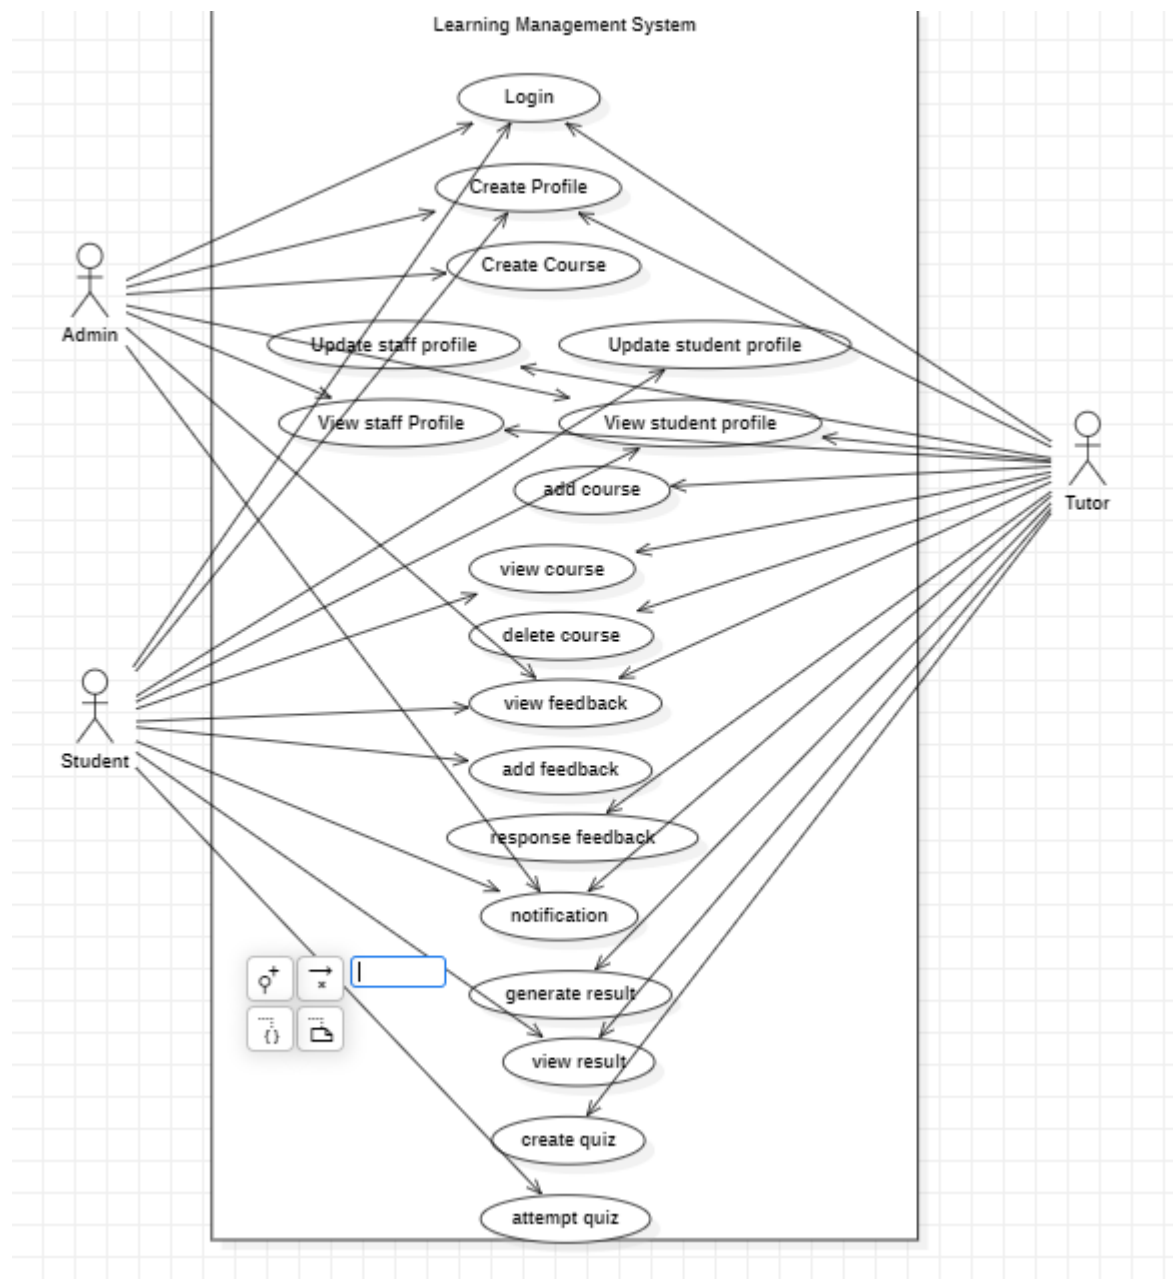 Learning Management System
Login
Create Profile
Create Course
Admin
Update staff profile
Update student profile
View staff Profile
View student profile
add course
Tutor
view course
delete course
view feedback
Student
add feedback
response feedback
notification
generate result
view result
create quiz
attempt quiz